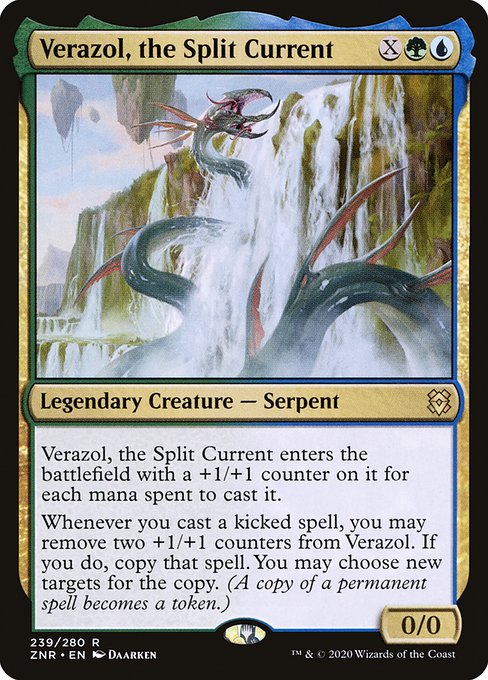 Verazol, the Split Current X
Legendary Creature — Serpent
Verazol, the Split Current enters the
battlefield with a +1/+1 counter on it for
each mana spent to cast it.
Whenever you cast a kicked spell, you may
remove two +1/+1 counters from Verazol. If
you do, copy that spell. You may choose new
targets for the copy. (A copy of a permanent
spell becomes a token.)
0/0
239/280 R
ZNR • EN DAARKEN
™ & © 2020 Wizards of the Coast